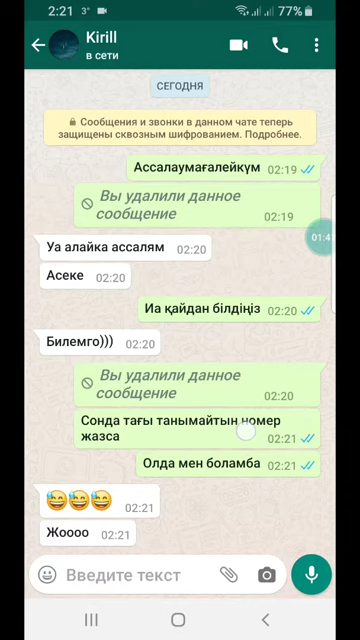 2:21 3° 77%
Kirill
в сети
СЕГОДНЯ
Сообщения и звонки в данном чате теперь
защищены сквозным шифрованием. Подробнее.
Ассалаумағалейкүм 02:19
Вы удалили данное
сообщение 02:19
Уа алайка ассалям 02:20
Асеке 02:20
Иа қайдан білдіңіз 02:20
Билемго))) 02:20
Вы удалили данное
сообщение 02:20
Сонда тағы танымайтын номер
жазса 02:21
Олда мен боламба 02:21
02:21
Жоооо 02:21
Введите текст